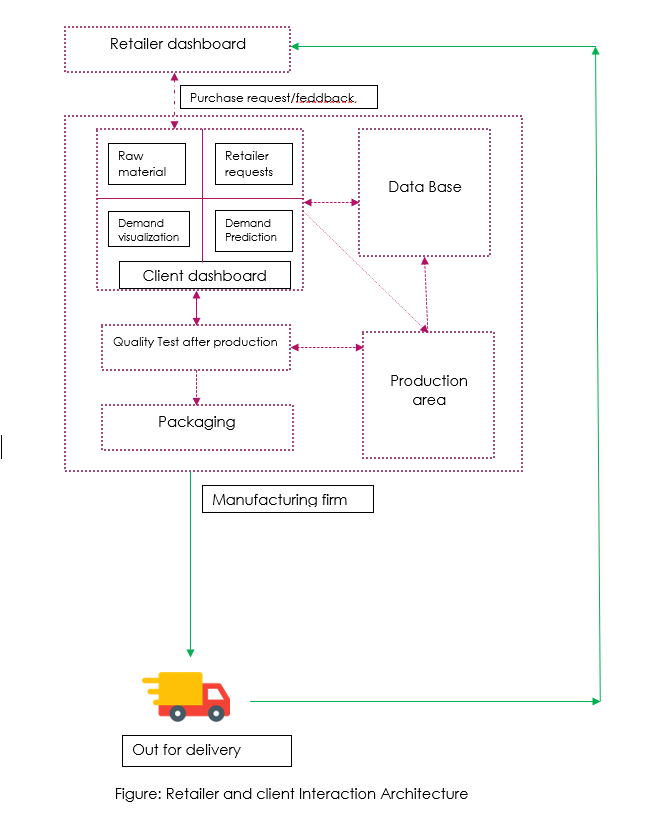 Retailer dashboard
Purchase request/feddback
Raw
material
Retailer
requests
Data Base
Demand
visualization
Demand
Prediction
Client dashboard
Quality Test after production
Production
area
Packaging
Manufacturing firm
Out for delivery
Figure: Retailer and client Interaction Architecture